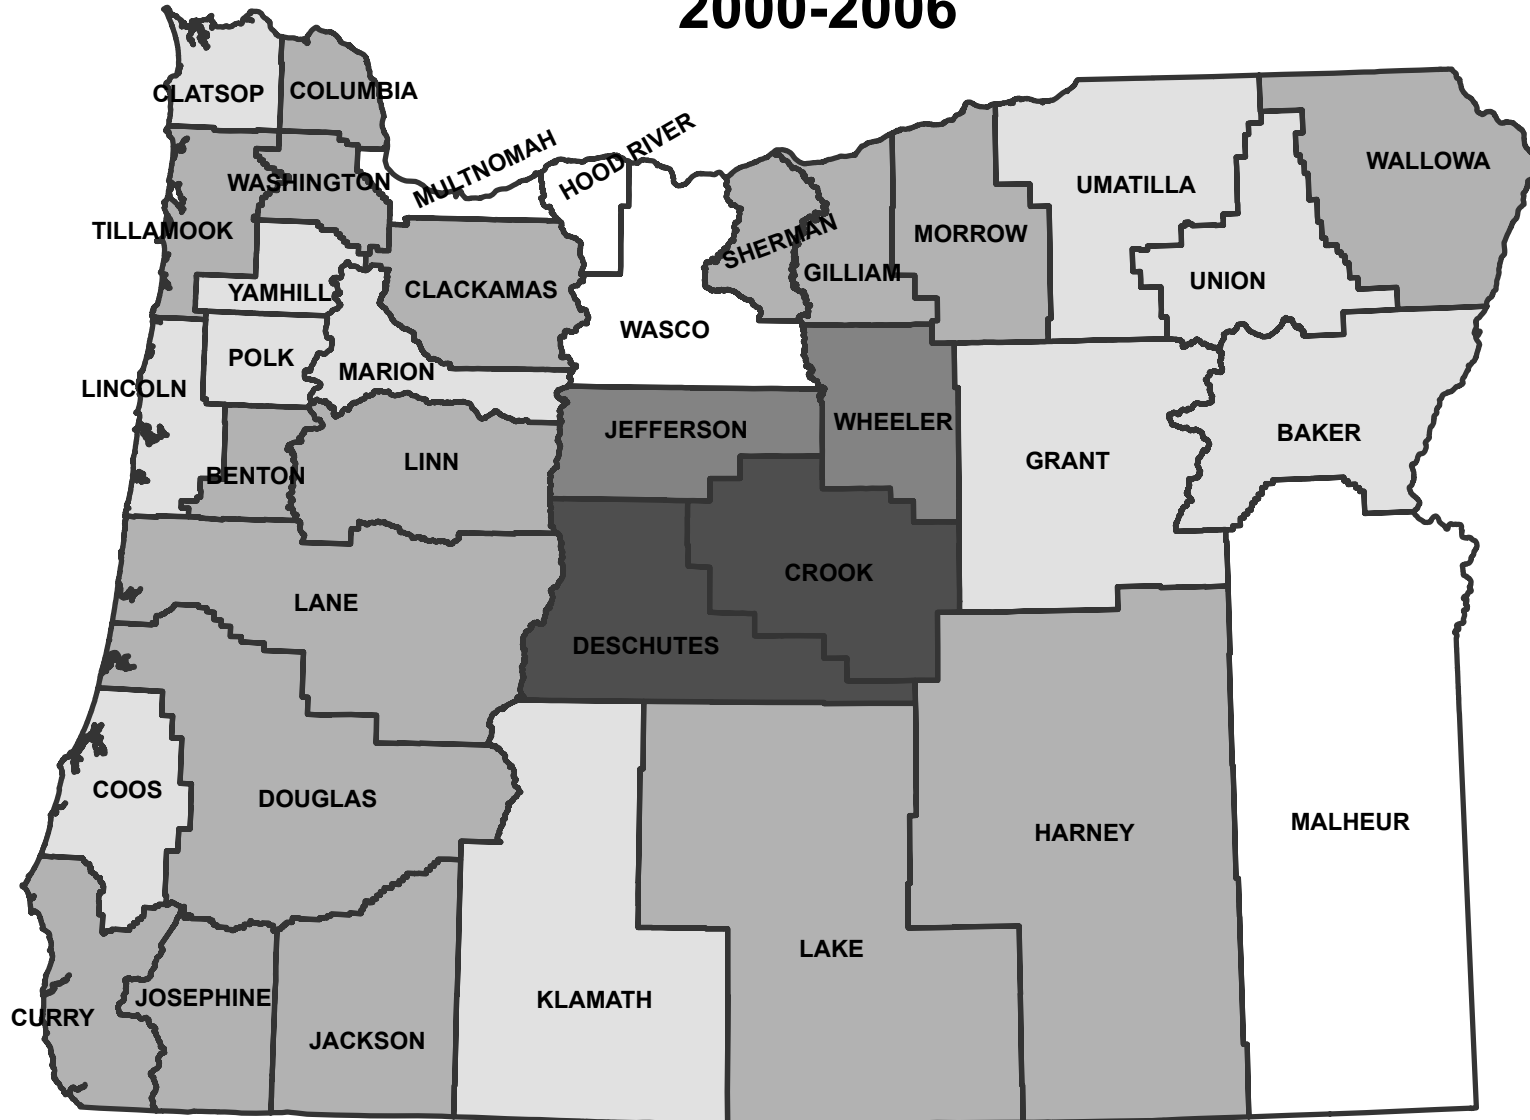 2000-2006
CLATSOP
COLUMBIA
MULTNOMAH
HOOD RIVER
WALLOWA
WASHINGTON
UMATILLA
TILLAMOOK
SHERMAN
MORROW
GILLIAM
UNION
YAMHILL
CLACKAMAS
WASCO
POLK
MARION
LINCOLN
JEFFERSON
WHEELER
BAKER
GRANT
LINN
BENTON
CROOK
LANE
DESCHUTES
COOS
DOUGLAS
MALHEUR
HARNEY
LAKE
JOSEPHINE
KLAMATH
CURRY
JACKSON